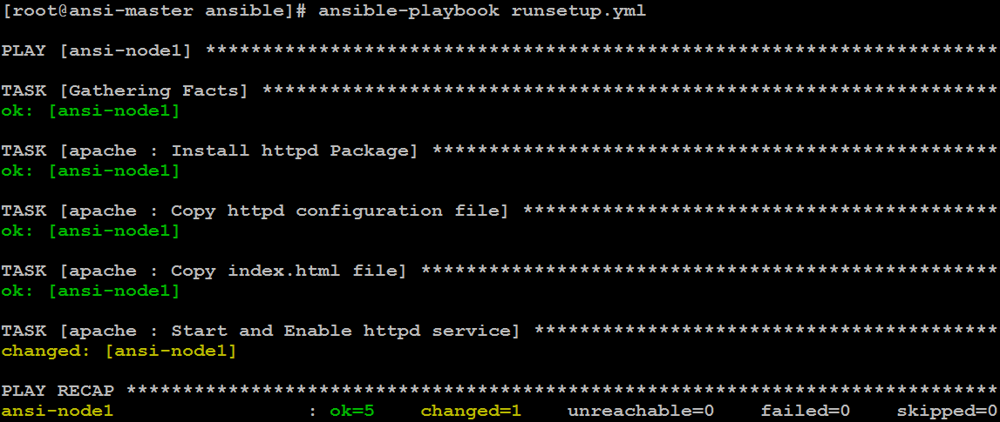 [root@ansi-master ansible]# ansible-playbook runsetup.yml
PLAY [ansi-node1] **********************************************************************
TASK [Gathering Facts] *****************************************************************
ok: [ansi-node1]
TASK [apache : Install httpd Package] **************************************************
ok: [ansi-node1]
TASK [apache : Copy httpd configuration file] ******************************************
ok: [ansi-node1]
TASK [apache : Copy index.html file] ***************************************************
ok: [ansi-node1]
TASK [apache : Start and Enable httpd service] *****************************************
changed: [ansi-node1]
PLAY RECAP *****************************************************************************
ansi-node1                 : ok=5    changed=1    unreachable=0    failed=0    skipped=0